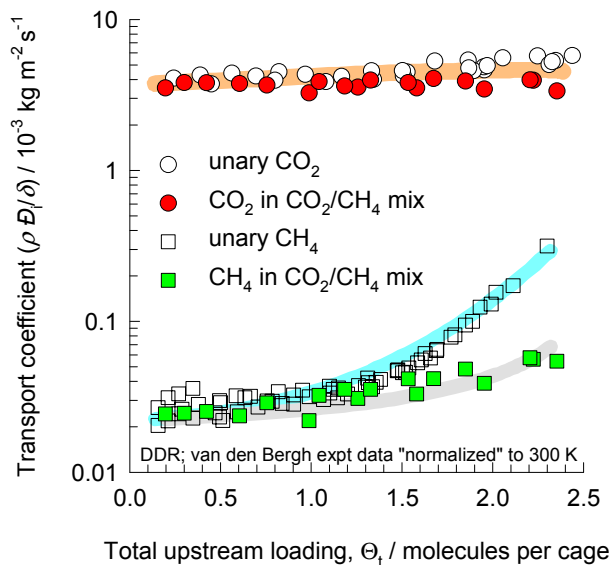 Transport coefficient (ρ Đᵢ/δ) / 10⁻³ kg m⁻² s⁻¹
10
1
0.1
0.01
unary CO₂
CO₂ in CO₂/CH₄ mix
unary CH₄
CH₄ in CO₂/CH₄ mix
DDR; van den Bergh expt data "normalized" to 300 K
0.0 0.5 1.0 1.5 2.0 2.5
Total upstream loading, Θₜ / molecules per cage